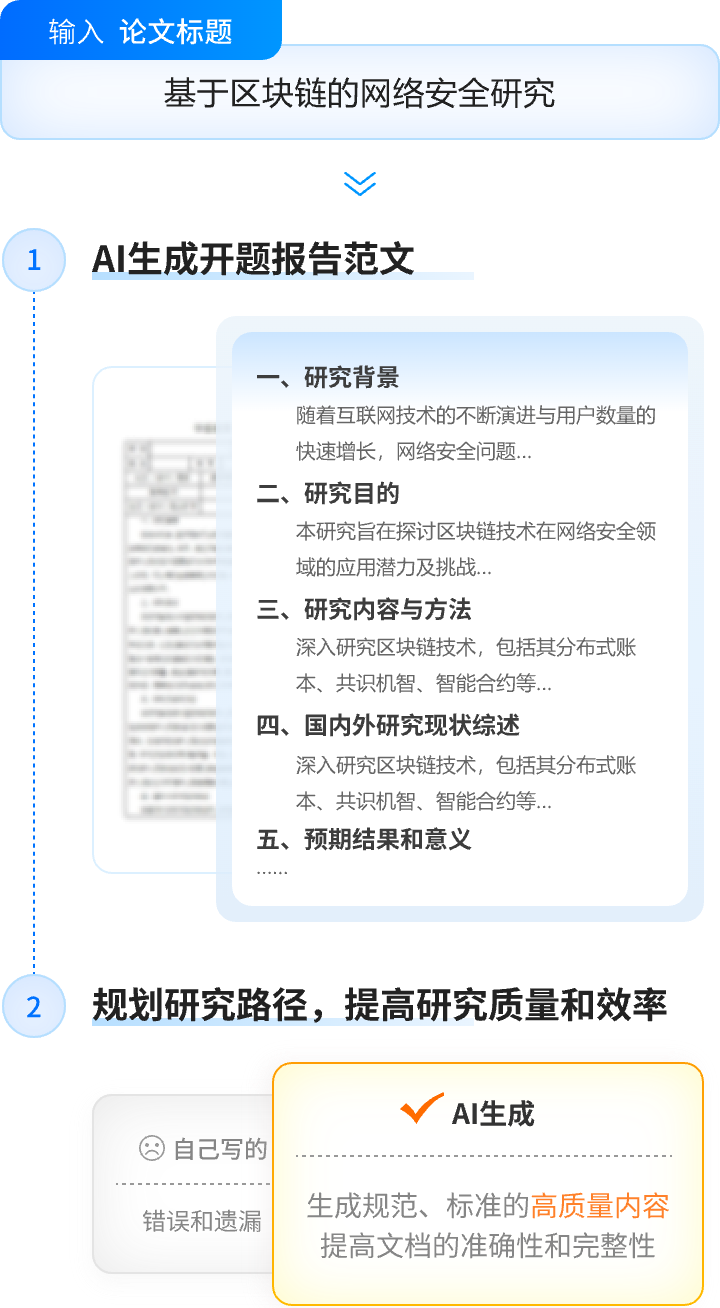 输入 论文标题
基于区块链的网络安全研究
1
AI生成开题报告范文
一、研究背景
随着互联网技术的不断演进与用户数量的
快速增长，网络安全问题...
二、研究目的
本研究旨在探讨区块链技术在网络安全领
域的应用潜力及挑战...
三、研究内容与方法
深入研究区块链技术，包括其分布式账
本、共识机智、智能合约等...
四、国内外研究现状综述
深入研究区块链技术，包括其分布式账
本、共识机智、智能合约等...
五、预期结果和意义
......
2
规划研究路径，提高研究质量和效率
自己写的
错误和遗漏
AI生成
生成规范、标准的高质量内容
提高文档的准确性和完整性